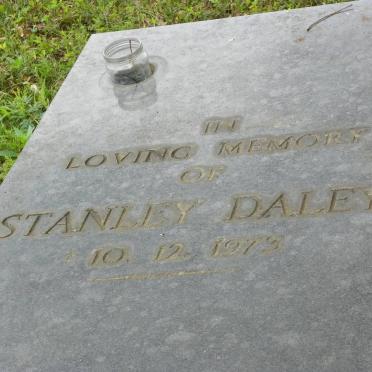 IN
LOVING MEMORY
OF
STANLEY DALEY
10. 12. 1973